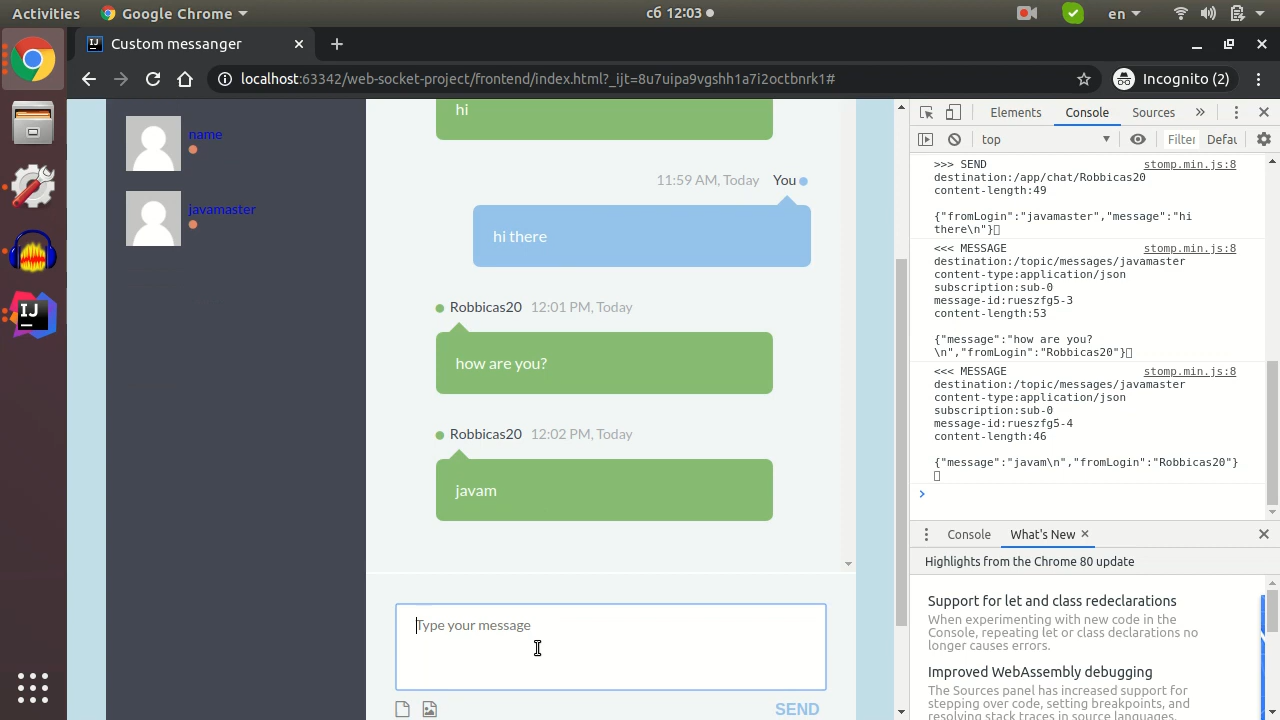 Activities
Google Chrome
сб 12:03
en
Custom messanger
localhost:63342/web-socket-project/frontend/index.html?_ijt=8u7uipa9vgshh1a7i2octbnrk1#
Incognito (2)
name
javamaster
hi
11:59 AM, Today You
hi there
Robbicas20 12:01 PM, Today
how are you?
Robbicas20 12:02 PM, Today
javam
Type your message
SEND
Elements Console Sources »
top Filter Defau
>>> SEND stomp.min.js:8
destination:/app/chat/Robbicas20
content-length:49
{"fromLogin":"javamaster","message":"hi
there\n"}
<<< MESSAGE stomp.min.js:8
destination:/topic/messages/javamaster
content-type:application/json
subscription:sub-0
message-id:rueszfg5-3
content-length:53
{"message":"how are you?
\n","fromLogin":"Robbicas20"}
<<< MESSAGE stomp.min.js:8
destination:/topic/messages/javamaster
content-type:application/json
subscription:sub-0
message-id:rueszfg5-4
content-length:46
{"message":"javam\n","fromLogin":"Robbicas20"}
>
Console What's New
Highlights from the Chrome 80 update
Support for let and class redeclarations
When experimenting with new code in the
Console, repeating let or class declarations no
longer causes errors.
Improved WebAssembly debugging
The Sources panel has increased support for
stepping over code, setting breakpoints, and
resolving stack traces in source languages.